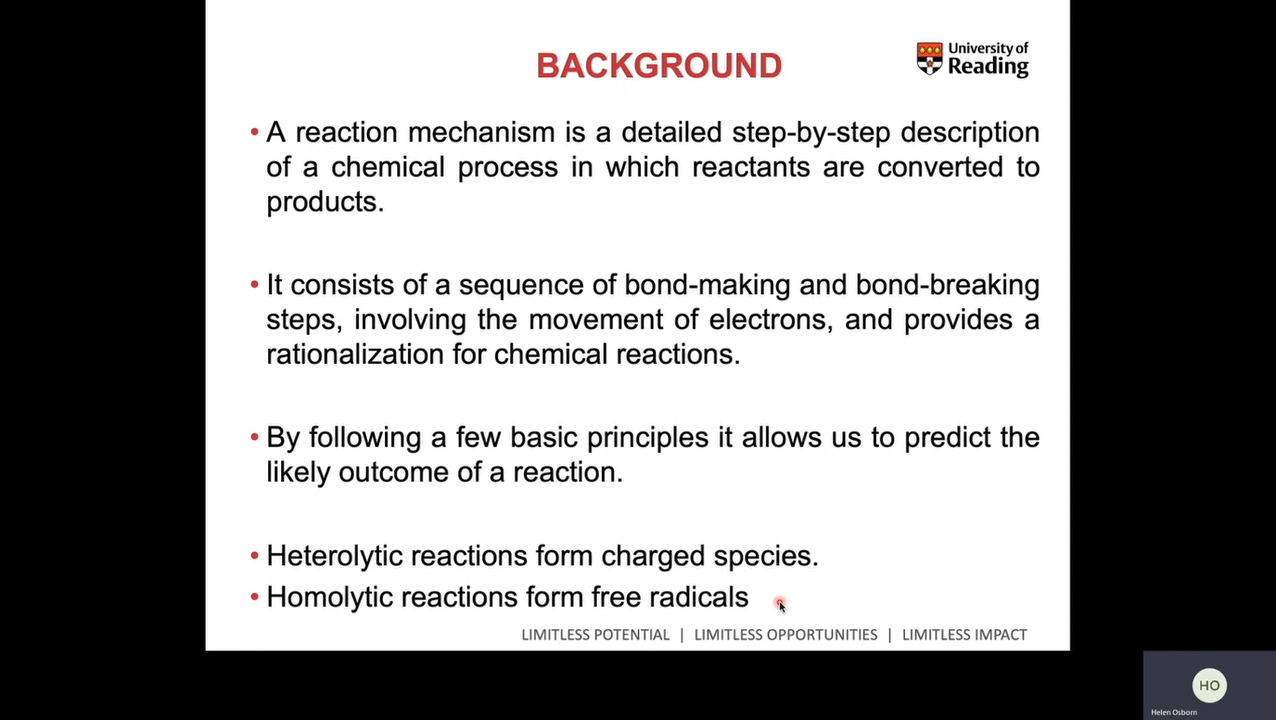 BACKGROUND
University of
Reading
• A reaction mechanism is a detailed step-by-step description
of a chemical process in which reactants are converted to
products.
• It consists of a sequence of bond-making and bond-breaking
steps, involving the movement of electrons, and provides a
rationalization for chemical reactions.
• By following a few basic principles it allows us to predict the
likely outcome of a reaction.
• Heterolytic reactions form charged species.
• Homolytic reactions form free radicals
LIMITLESS POTENTIAL | LIMITLESS OPPORTUNITIES | LIMITLESS IMPACT
HO
Helen Osborn